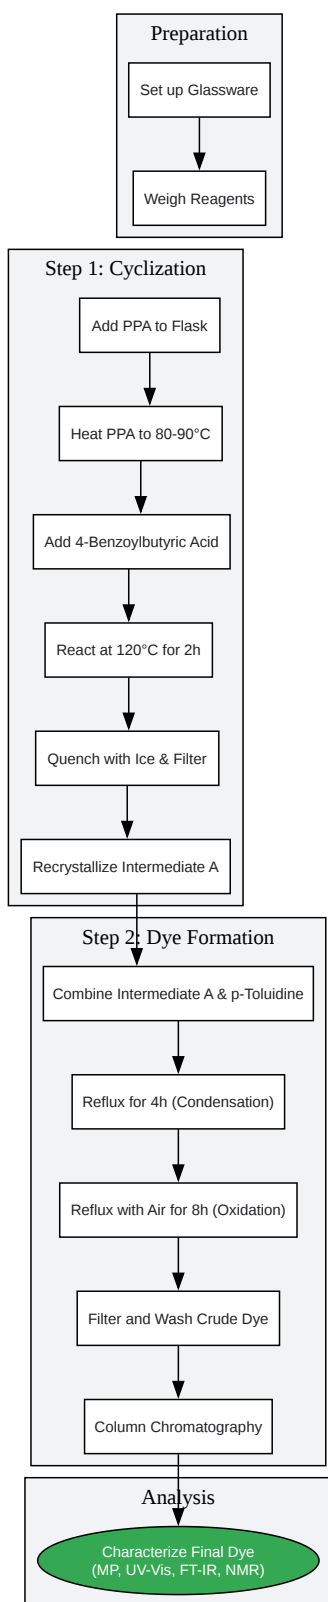 Preparation
Set up Glassware
Weigh Reagents
Step 1: Cyclization
Add PPA to Flask
Heat PPA to 80-90°C
Add 4-Benzoylbutyric Acid
React at 120°C for 2h
Quench with Ice & Filter
Recrystallize Intermediate A
Step 2: Dye Formation
Combine Intermediate A & p-Toluidine
Reflux for 4h (Condensation)
Reflux with Air for 8h (Oxidation)
Filter and Wash Crude Dye
Column Chromatography
Analysis
Characterize Final Dye
(MP, UV-Vis, FT-IR, NMR)